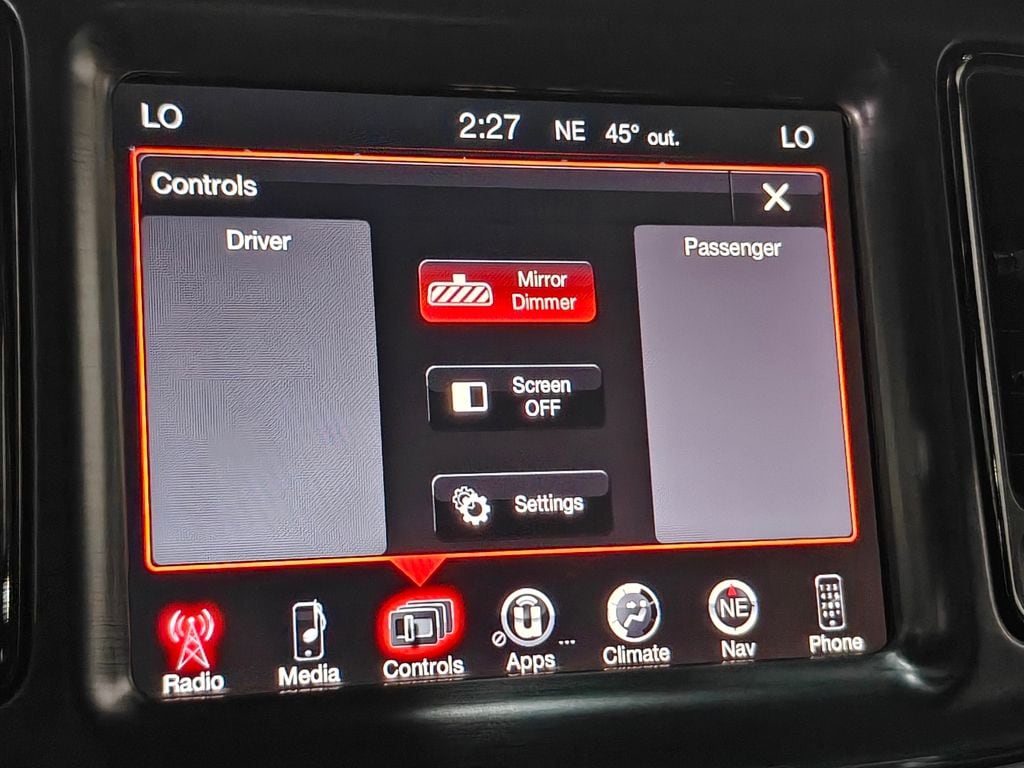 LO 2:27 NE 45° out. LO
Controls X
Driver
Passenger
Mirror
Dimmer
Screen
OFF
Settings
NE
Radio Media Controls Apps ... Climate Nav Phone